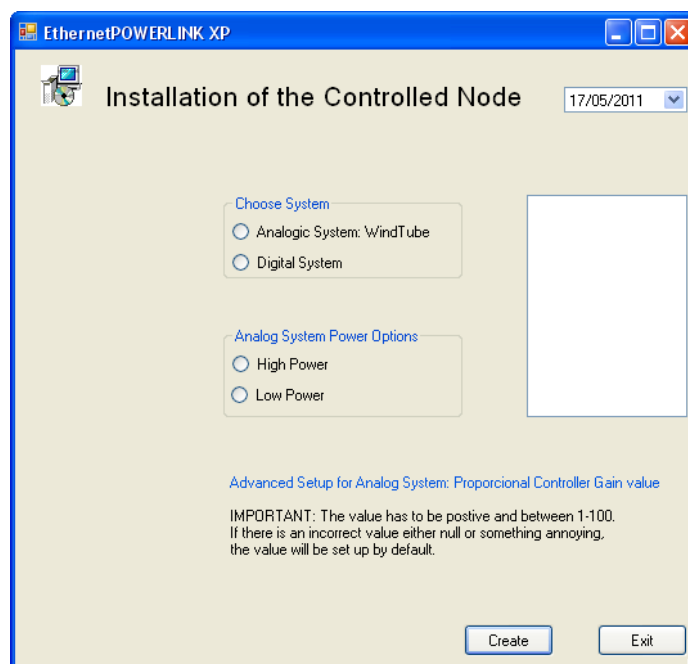 EthernetPOWERLINK XP
Installation of the Controlled Node
17/05/2011
Choose System
Analogic System: WindTube
Digital System
Analog System Power Options
High Power
Low Power
Advanced Setup for Analog System: Proporcional Controller Gain value
IMPORTANT: The value has to be postive and between 1-100.
If there is an incorrect value either null or something annoying,
the value will be set up by default.
Create
Exit